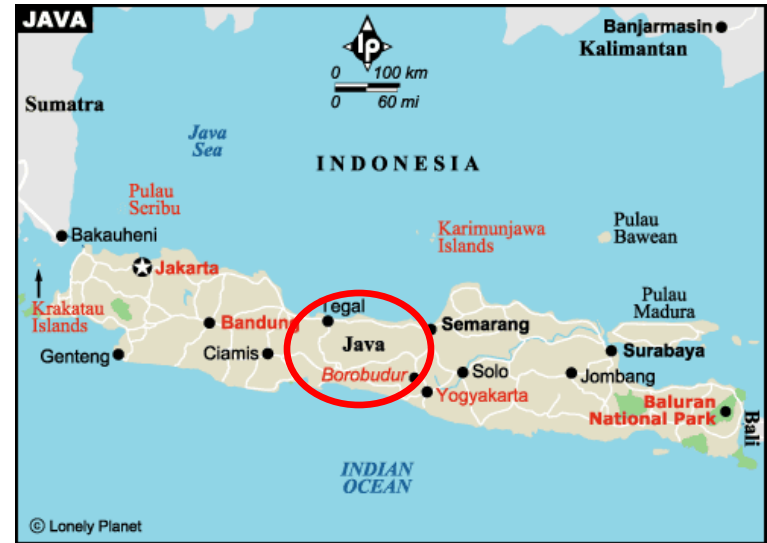 JAVA
Banjarmasin
Kalimantan
lp
0 100 km
0 60 mi
Sumatra
Java
Sea
INDONESIA
Pulau
Seribu
Karimunjawa
Islands
Pulau
Bawean
Bakauheni
Jakarta
Krakatau
Islands
Pulau
Madura
Tegal
Bandung
Semarang
Java
Surabaya
Genteng
Ciamis
Borobudur
Solo
Jombang
Yogyakarta
Baluran
National Park
Bali
INDIAN
OCEAN
© Lonely Planet